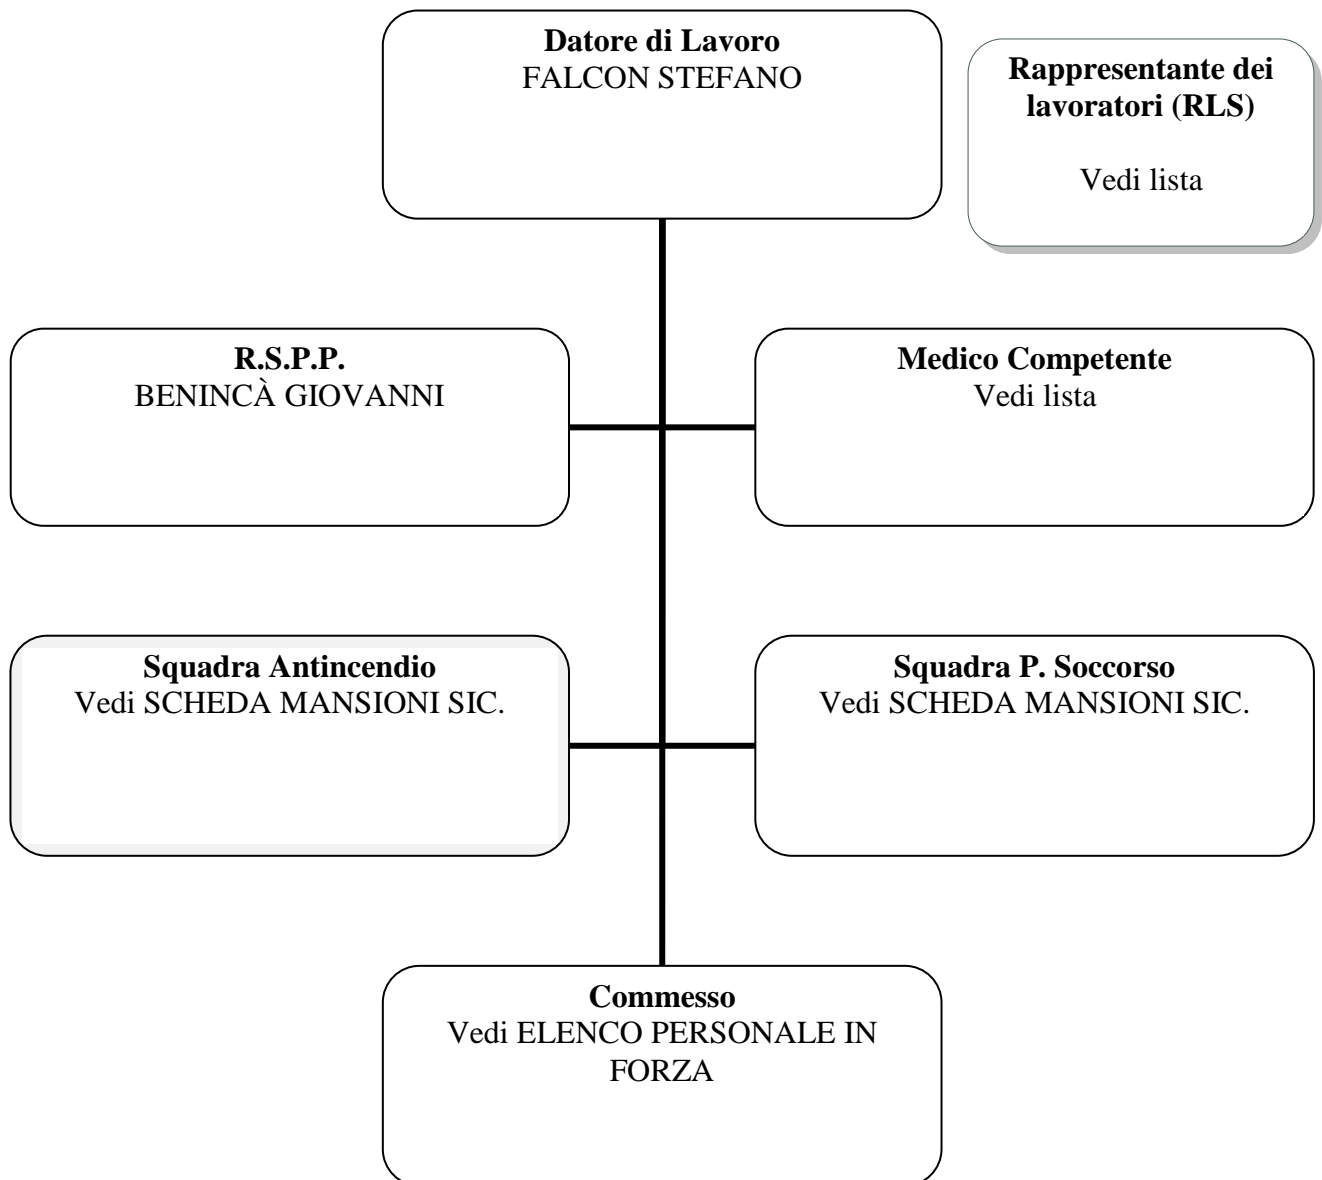 Datore di Lavoro
FALCON STEFANO
Rappresentante dei
lavoratori (RLS)
Vedi lista
R.S.P.P.
BENINCÀ GIOVANNI
Medico Competente
Vedi lista
Squadra Antincendio
Vedi SCHEDA MANSIONI SIC.
Squadra P. Soccorso
Vedi SCHEDA MANSIONI SIC.
Commesso
Vedi ELENCO PERSONALE IN
FORZA